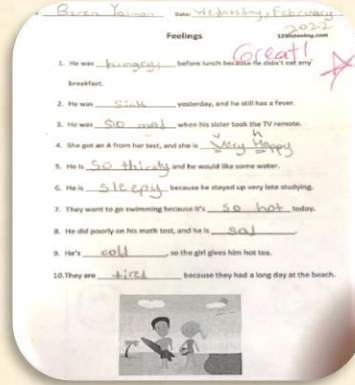 Date: Wednesday, February
2022
Feelings
123listening.com
Great!
1. He was hungry before lunch because he didn't eat any
breakfast.
2. He was sick yesterday, and he still has a fever.
3. He was so mad when his sister took the TV remote.
4. She got an A from her test, and she is very happy
5. He is so thirsty and he would like some water.
6. He is sleepy because he stayed up very late studying.
7. They want to go swimming because it's so hot today.
8. He did poorly on his math test, and he is sad.
9. He's cold, so the girl gives him hot tea.
10. They are tired because they had a long day at the beach.